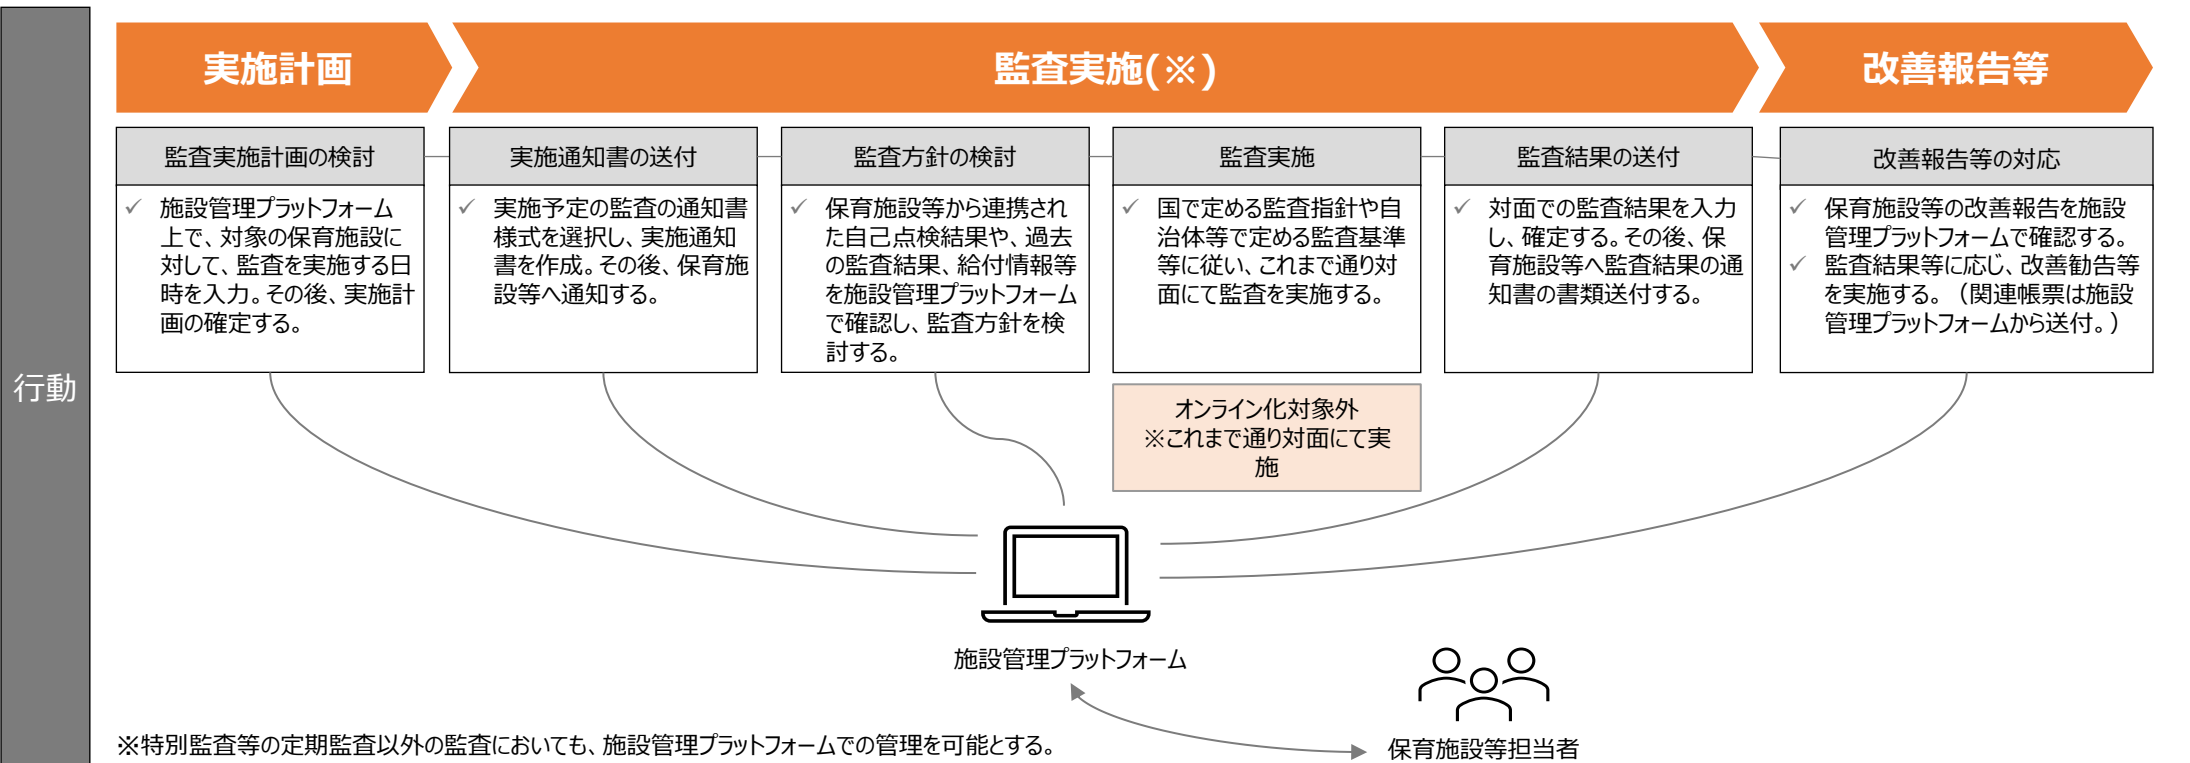 実施計画
監査実施(※)
改善報告等
行動
監査実施計画の検討
施設管理プラットフォーム
上で、対象の保育施設に
対して、監査を実施する日
時を入力。その後、実施計
画の確定する。
実施通知書の送付
実施予定の監査の通知書
様式を選択し、実施通知
書を作成。その後、保育施
設等へ通知する。
監査方針の検討
保育施設等から連携され
た自己点検結果や、過去
の監査結果、給付情報等
を施設管理プラットフォーム
で確認し、監査方針を検
討する。
監査実施
国で定める監査指針や自
治体等で定める監査基準
等に従い、これまで通り対
面にて監査を実施する。
オンライン化対象外
※これまで通り対面にて実
施
監査結果の送付
対面での監査結果を入力
し、確定する。その後、保
育施設等へ監査結果の通
知書の書類送付する。
改善報告等の対応
保育施設等の改善報告を施設
管理プラットフォームで確認する。
監査結果等に応じ、改善勧告等
を実施する。（関連帳票は施設
管理プラットフォームから送付。）
施設管理プラットフォーム
保育施設等担当者
※特別監査等の定期監査以外の監査においても、施設管理プラットフォームでの管理を可能とする。